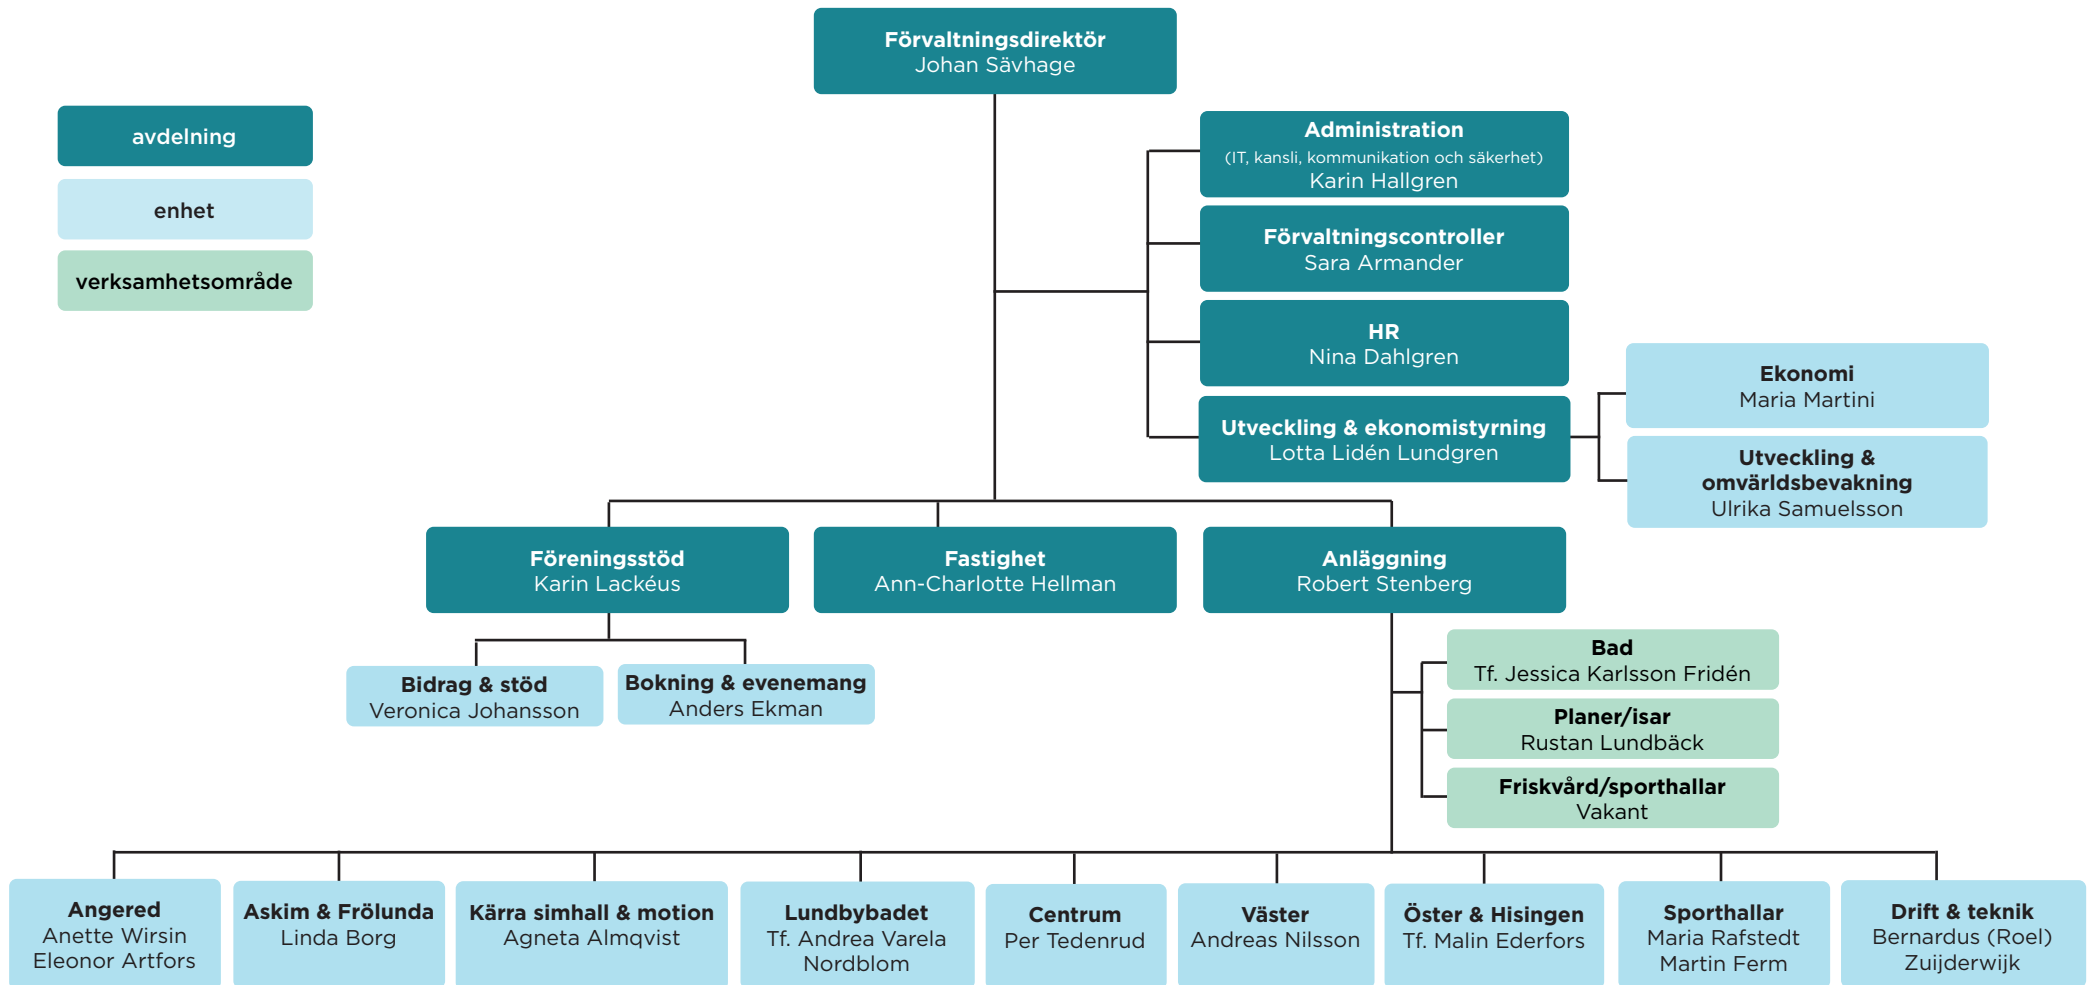 Förvaltningsdirektör
Johan Sävhage
avdelning
enhet
verksamhetsområde
Administration
(IT, kansli, kommunikation och säkerhet)
Karin Hallgren
Förvaltningscontroller
Sara Armander
HR
Nina Dahlgren
Utveckling & ekonomistyrning
Lotta Lidén Lundgren
Ekonomi
Maria Martini
Utveckling &
omvärldsbevakning
Ulrika Samuelsson
Föreningsstöd
Karin Lackéus
Fastighet
Ann-Charlotte Hellman
Anläggning
Robert Stenberg
Bidrag & stöd
Veronica Johansson
Bokning & evenemang
Anders Ekman
Bad
Tf. Jessica Karlsson Fridén
Planer/isar
Rustan Lundbäck
Friskvård/sporthallar
Vakant
Angered
Anette Wirsin
Eleonor Artfors
Askim & Frölunda
Linda Borg
Kärra simhall & motion
Agneta Almqvist
Lundbybadet
Tf. Andrea Varela
Nordblom
Centrum
Per Tedenrud
Väster
Andreas Nilsson
Öster & Hisingen
Tf. Malin Ederfors
Sporthallar
Maria Rafstedt
Martin Ferm
Drift & teknik
Bernardus (Roel)
Zuijderwijk